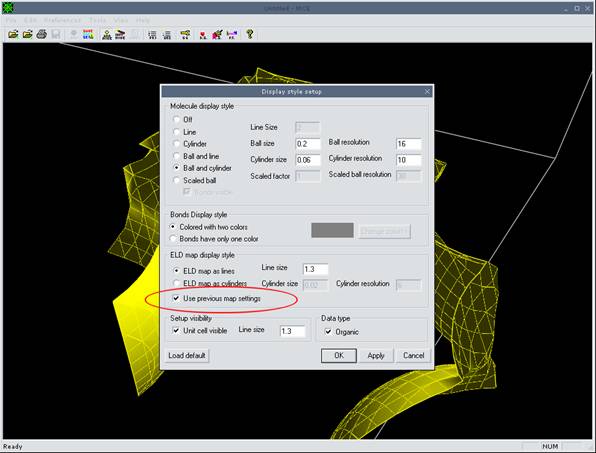 Untitled - MCE
File Edit Preferences Tools View Help
Display style setup
Molecule display style
Off
Line
Cylinder
Ball and line
Ball and cylinder
Scaled ball
Bonds visible
Line Size 2
Ball size 0.2 Ball resolution 16
Cylinder size 0.06 Cylinder resolution 10
Scaled factor 1 Scaled ball resolution
Bonds Display style
Colored with two colors
Bonds have only one color
Change color>>
ELD map display style
ELD map as lines Line size 1.3
ELD map as cylinders Cylinder size 0.02 Cylinder resolution 6
Use previous map settings
Setup visibility
Unit cell visible Line size 1.3
Data type
Organic
Load default OK Apply Cancel
Ready NUM